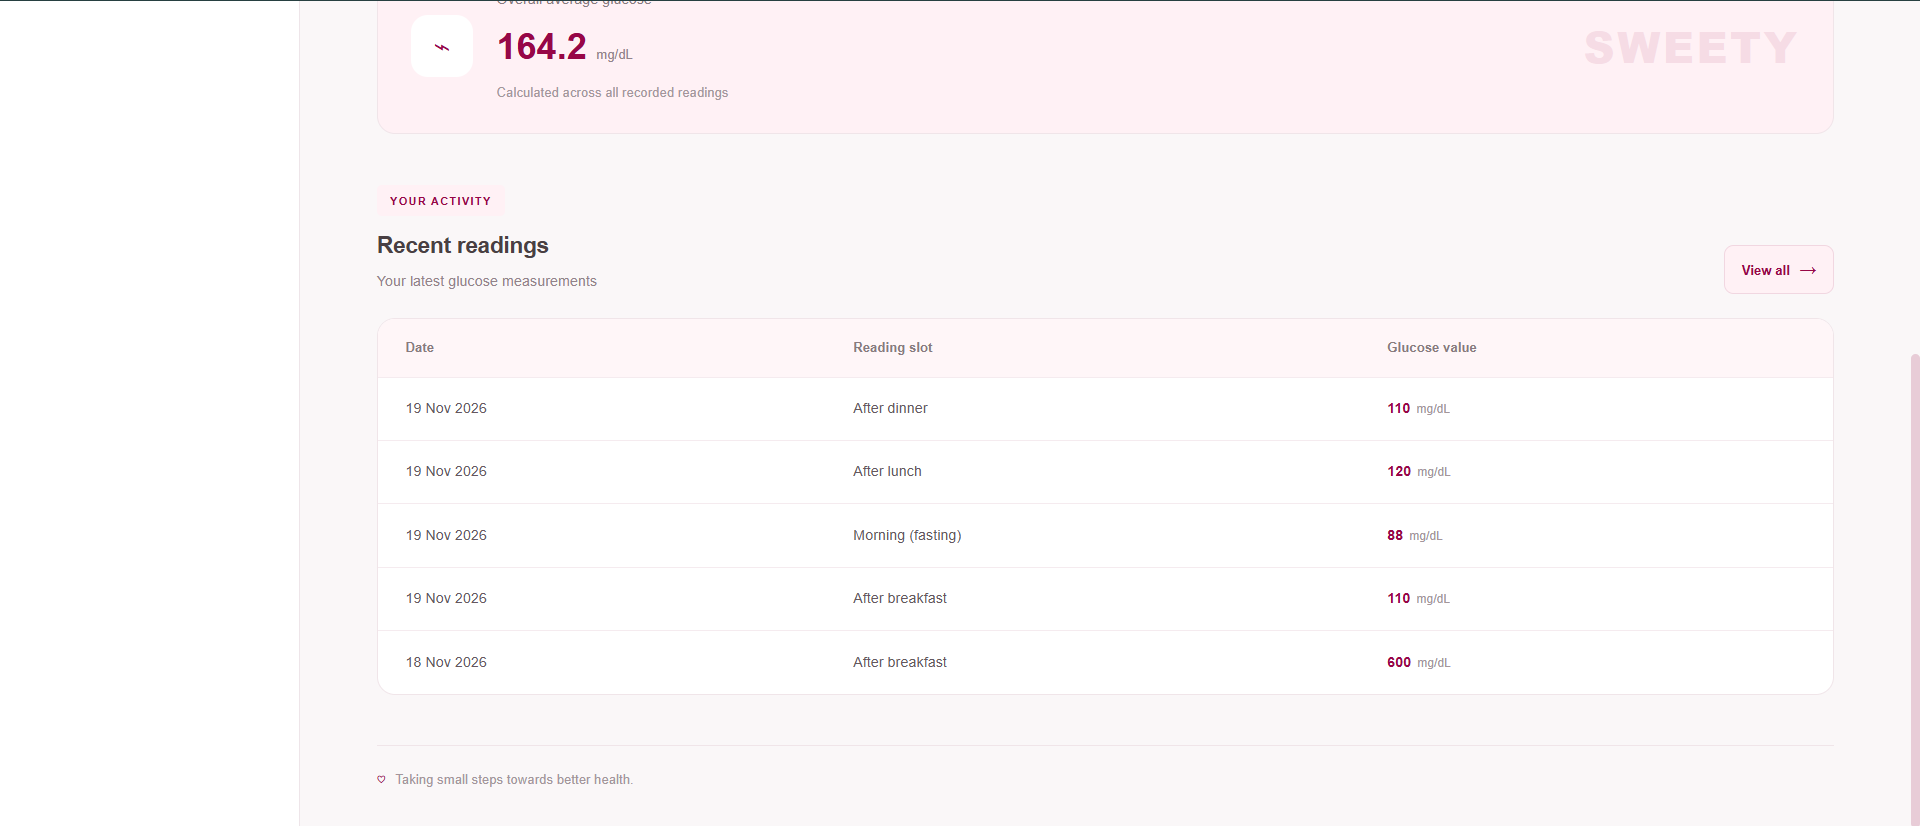 Overall average glucose
164.2 mg/dL
SWEETY
Calculated across all recorded readings
YOUR ACTIVITY
Recent readings
Your latest glucose measurements
View all →
Date Reading slot Glucose value
19 Nov 2026 After dinner 110 mg/dL
19 Nov 2026 After lunch 120 mg/dL
19 Nov 2026 Morning (fasting) 88 mg/dL
19 Nov 2026 After breakfast 110 mg/dL
18 Nov 2026 After breakfast 600 mg/dL
Taking small steps towards better health.